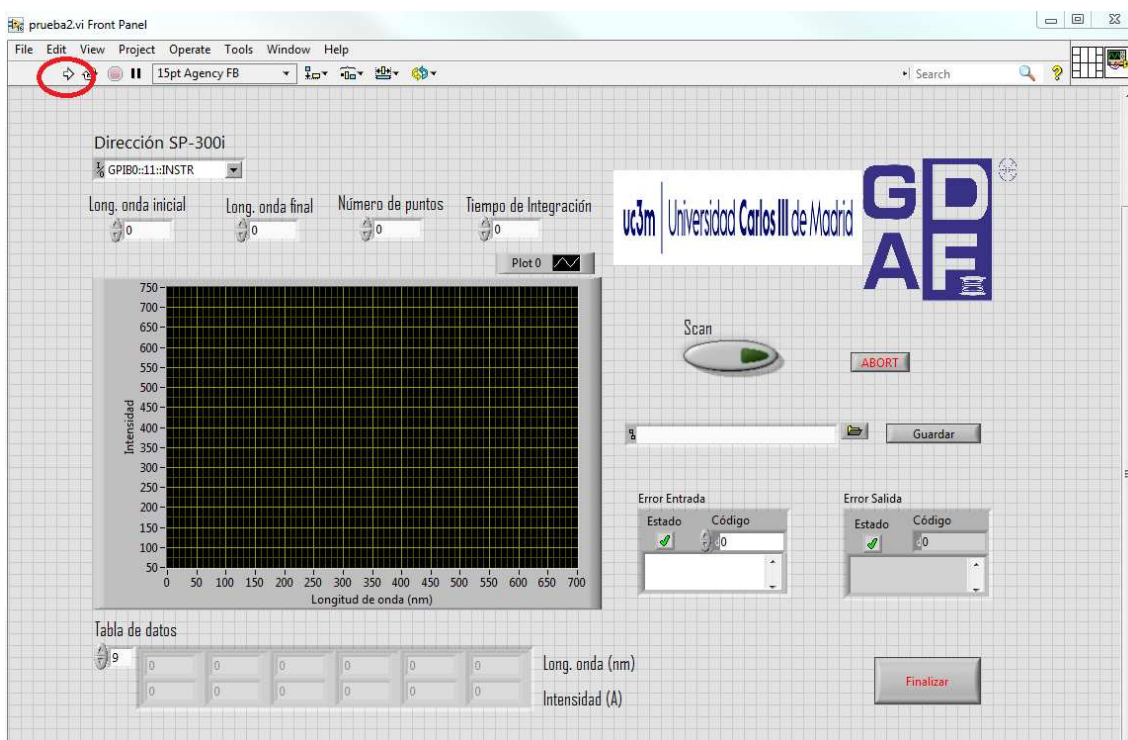 prueba2.vi Front Panel
File Edit View Project Operate Tools Window Help
15pt Agency FB
Search
Dirección SP-300i
GPIB0::11::INSTR
Long. onda inicial
Long. onda final
Número de puntos
Tiempo de Integración
0
0
0
0
Plot 0
uc3m | Universidad Carlos III de Madrid
G D
A F
750
700
650
600
550
500
450
400
350
300
250
200
150
100
50
Intensidad
0 50 100 150 200 250 300 350 400 450 500 550 600 650 700
Longitud de onda (nm)
Scan
ABORT
Guardar
Error Entrada
Estado Código
d0
Error Salida
Estado Código
d0
Tabla de datos
9
0 0 0 0 0 0
Long. onda (nm)
0 0 0 0 0 0
Intensidad (A)
Finalizar